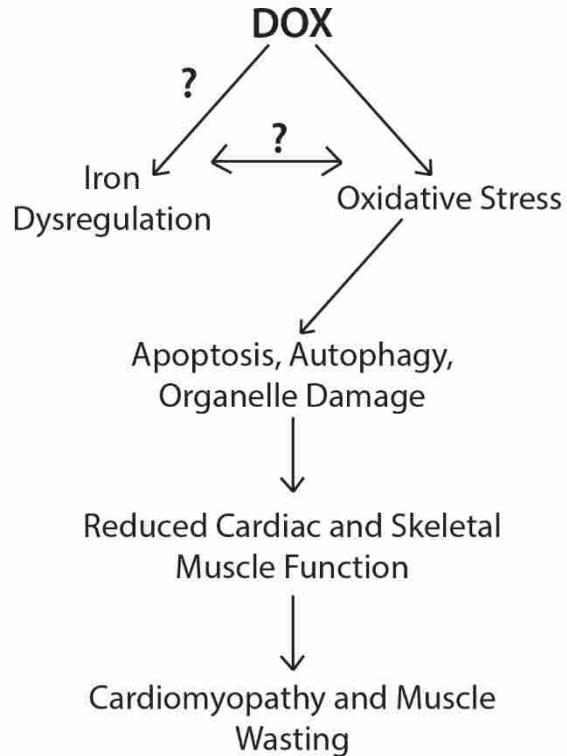 DOX
?
?
Iron
Dysregulation
Oxidative Stress
Apoptosis, Autophagy,
Organelle Damage
Reduced Cardiac and Skeletal
Muscle Function
Cardiomyopathy and Muscle
Wasting